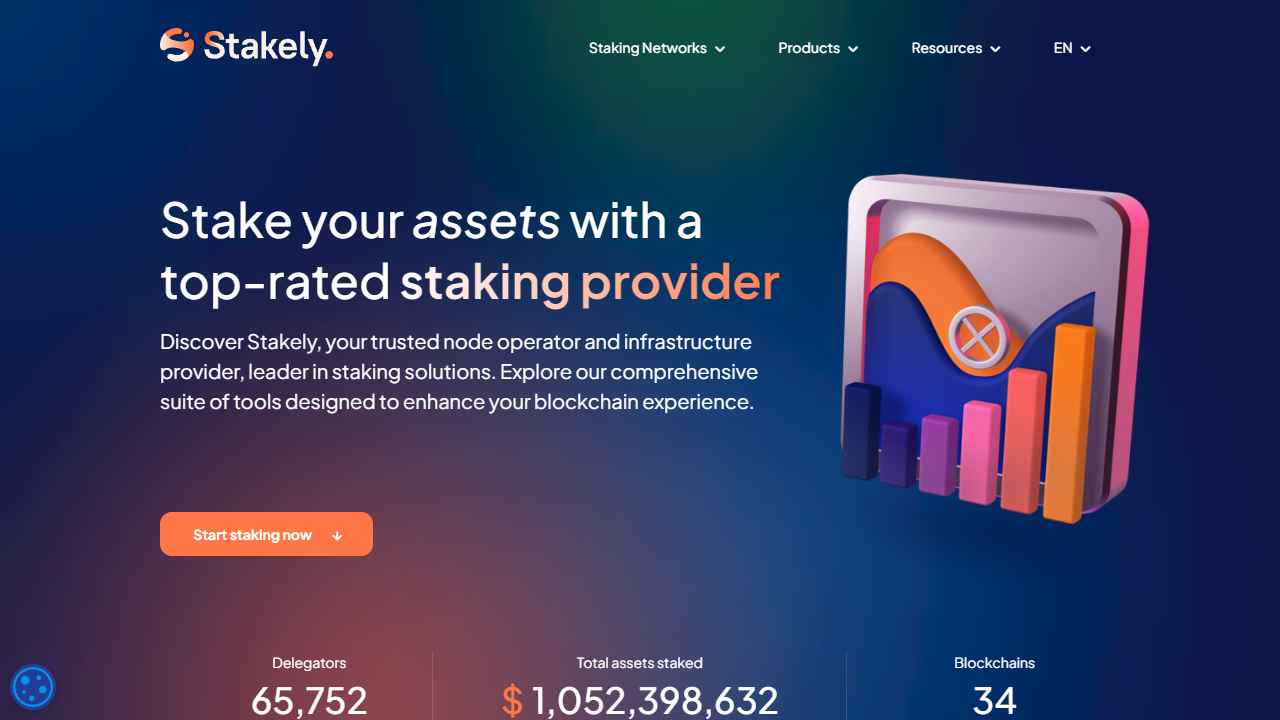 Stakely.
Staking Networks
Products
Resources
EN
Stake your assets with a
top-rated staking provider
Discover Stakely, your trusted node operator and infrastructure
provider, leader in staking solutions. Explore our comprehensive
suite of tools designed to enhance your blockchain experience.
Start staking now
Delegators
65,752
Total assets staked
$ 1,052,398,632
Blockchains
34